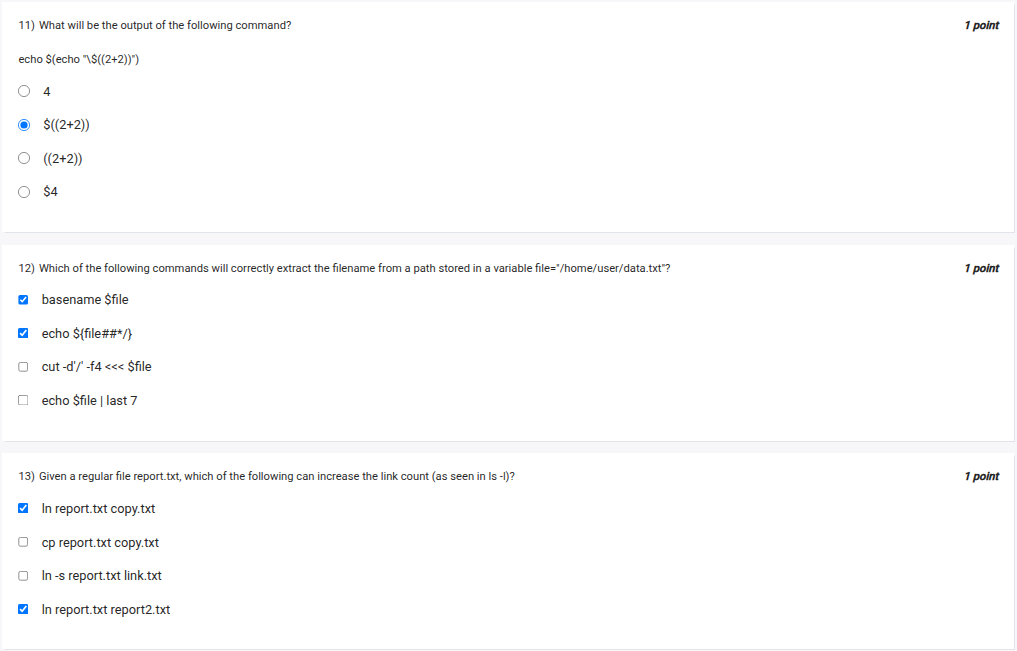 11) What will be the output of the following command?
1 point
echo $(echo "\$((2+2))")
4
$((2+2))
((2+2))
$4
12) Which of the following commands will correctly extract the filename from a path stored in a variable file="/home/user/data.txt"?
1 point
basename $file
echo ${file##*/}
cut -d'/' -f4 <<< $file
echo $file | last 7
13) Given a regular file report.txt, which of the following can increase the link count (as seen in ls -l)?
1 point
ln report.txt copy.txt
cp report.txt copy.txt
ln -s report.txt link.txt
ln report.txt report2.txt